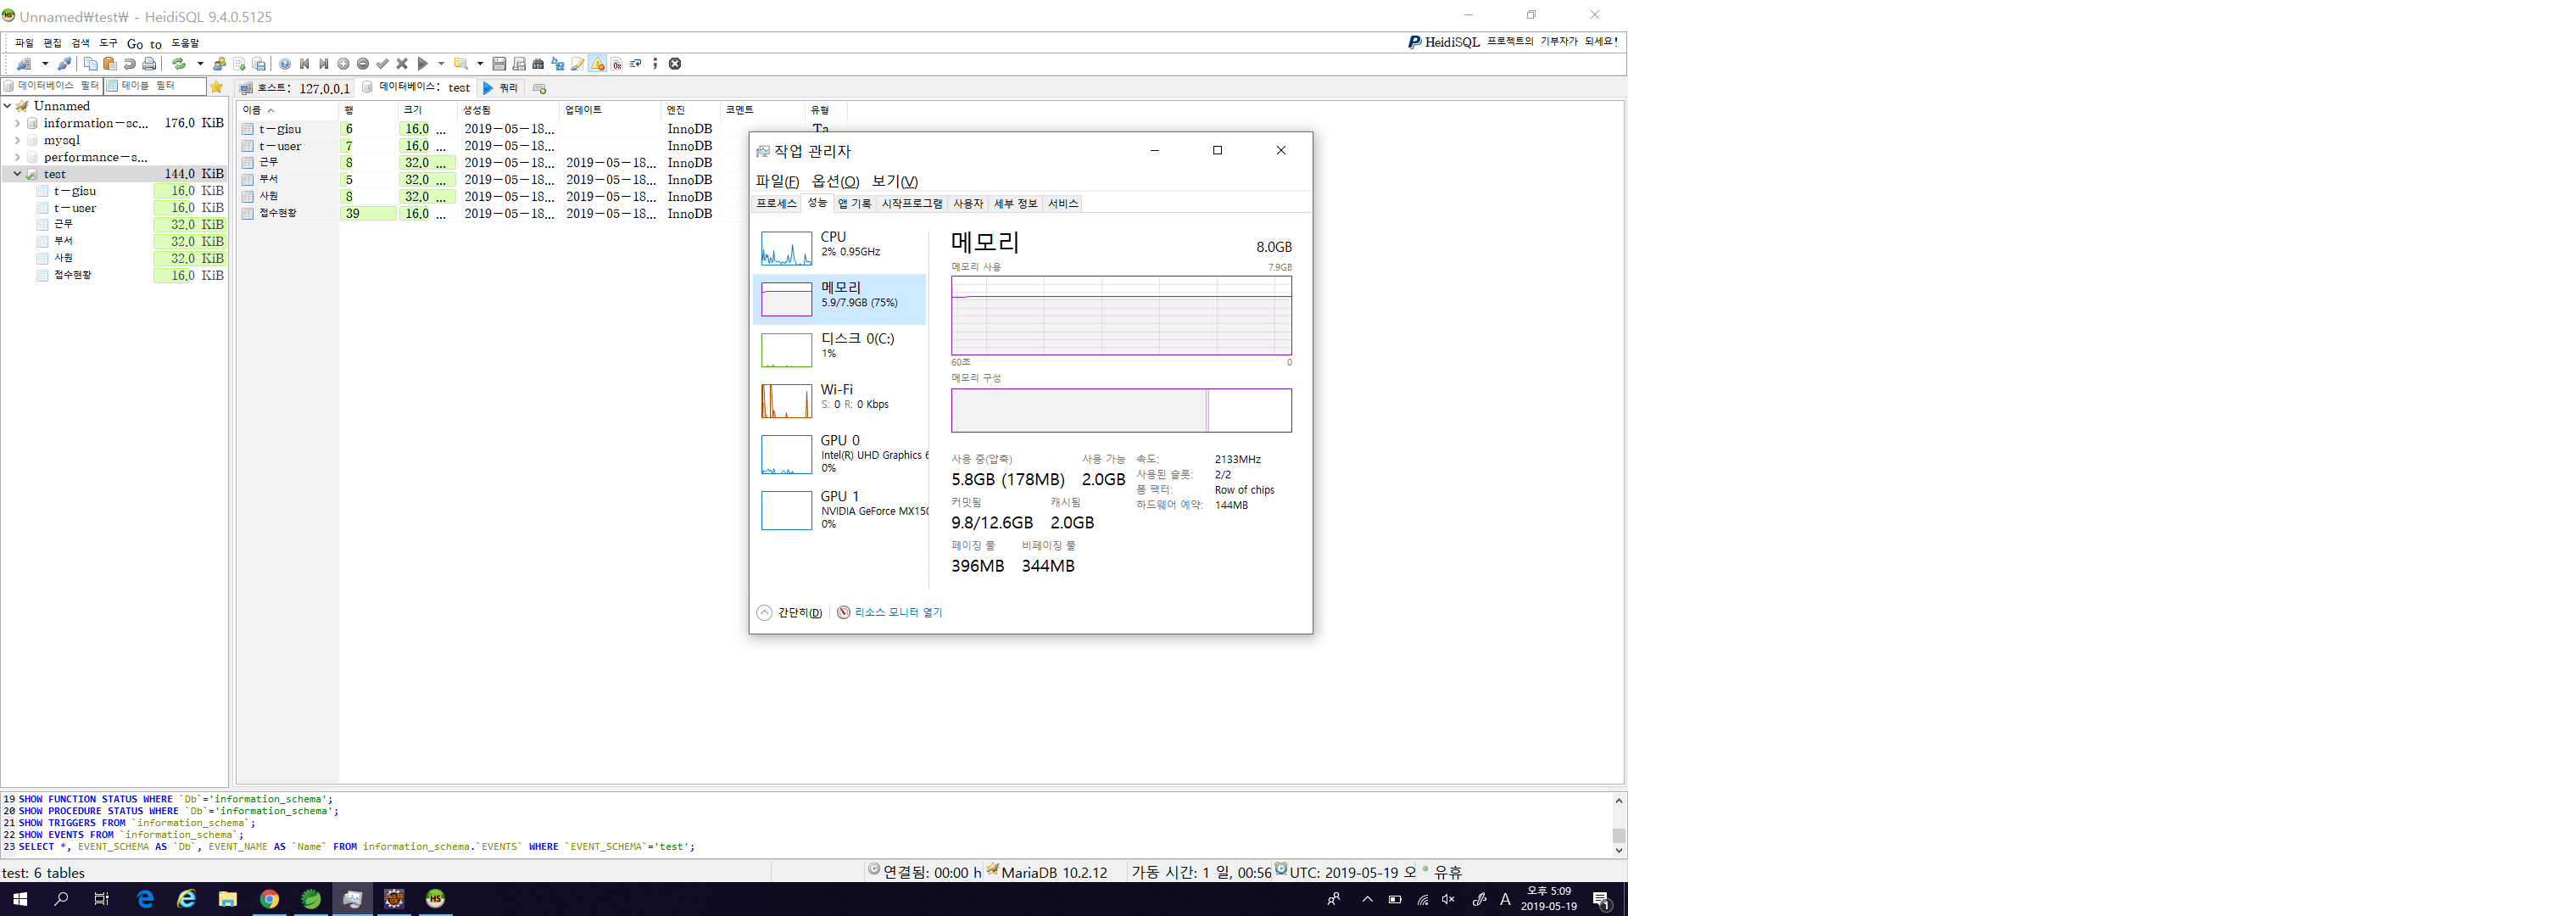 Unnamed₩test₩ - HeidiSQL 9.4.0.5125
파일 편집 검색 도구 Go to 도움말
HeidiSQL 프로젝트의 기부자가 되세요!
데이터베이스 필터 테이블 필터
호스트: 127.0.0.1 데이터베이스: test 쿼리
Unnamed
information-sc... 176.0 KiB
mysql
performance-s...
test 144.0 KiB
t-gisu 16.0 KiB
t-user 16.0 KiB
근무 32.0 KiB
부서 32.0 KiB
사원 32.0 KiB
접수현황 16.0 KiB
이름 행 크기 생성됨 업데이트 엔진 코멘트 유형
t-gisu 6 16.0 ... 2019-05-18... InnoDB Ta
t-user 7 16.0 ... 2019-05-18... InnoDB
근무 8 32.0 ... 2019-05-18... 2019-05-18... InnoDB
부서 5 32.0 ... 2019-05-18... 2019-05-18... InnoDB
사원 8 32.0 ... 2019-05-18... 2019-05-18... InnoDB
접수현황 39 16.0 ... 2019-05-18... 2019-05-18... InnoDB
작업 관리자
파일(F) 옵션(O) 보기(V)
프로세스 성능 앱 기록 시작프로그램 사용자 세부 정보 서비스
CPU
2% 0.95GHz
메모리
5.9/7.9GB (75%)
디스크 0(C:)
1%
Wi-Fi
S: 0 R: 0 Kbps
GPU 0
Intel(R) UHD Graphics 6
0%
GPU 1
NVIDIA GeForce MX150
0%
메모리 8.0GB
메모리 사용 7.9GB
60초 0
메모리 구성
사용 중(압축) 사용 가능
5.8GB (178MB) 2.0GB
커밋됨 캐시됨
9.8/12.6GB 2.0GB
페이징 풀 비페이징 풀
396MB 344MB
속도: 2133MHz
사용된 슬롯: 2/2
폼 팩터: Row of chips
하드웨어 예약: 144MB
간단히(D) 리소스 모니터 열기
19 SHOW FUNCTION STATUS WHERE `Db`='information_schema';
20 SHOW PROCEDURE STATUS WHERE `Db`='information_schema';
21 SHOW TRIGGERS FROM `information_schema`;
22 SHOW EVENTS FROM `information_schema`;
23 SELECT *, EVENT_SCHEMA AS `Db`, EVENT_NAME AS `Name` FROM information_schema.`EVENTS` WHERE `EVENT_SCHEMA`='test';
test: 6 tables 연결됨: 00:00 h MariaDB 10.2.12 가동 시간: 1 일, 00:56 UTC: 2019-05-19 오 유휴
A 오후 5:09
2019-05-19
1